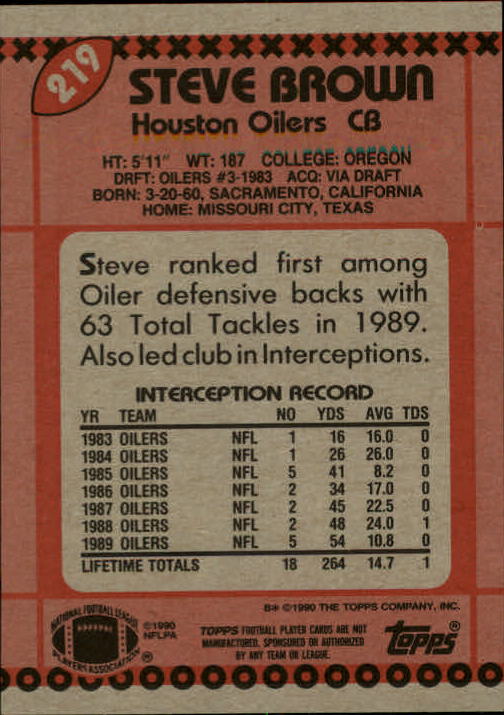 219
STEVE BROWN
Houston Oilers CB
HT: 5'11" WT: 187 COLLEGE: OREGON
DRFT: OILERS #3-1983 ACQ: VIA DRAFT
BORN: 3-20-60, SACRAMENTO, CALIFORNIA
HOME: MISSOURI CITY, TEXAS
Steve ranked first among
Oiler defensive backs with
63 Total Tackles in 1989.
Also led club in Interceptions.
INTERCEPTION RECORD
YR TEAM NO YDS AVG TDS
1983 OILERS NFL 1 16 16.0 0
1984 OILERS NFL 1 26 26.0 0
1985 OILERS NFL 5 41 8.2 0
1986 OILERS NFL 2 34 17.0 0
1987 OILERS NFL 2 45 22.5 0
1988 OILERS NFL 2 48 24.0 1
1989 OILERS NFL 5 54 10.8 0
LIFETIME TOTALS 18 264 14.7 1
B* ©1990 THE TOPPS COMPANY, INC.
NATIONAL FOOTBALL LEAGUE
PLAYERS ASSOCIATION ®
©1990
NFLPA
TOPPS FOOTBALL PLAYER CARDS ARE NOT
MANUFACTURED, SPONSORED OR AUTHORIZED
BY ANY TEAM OR LEAGUE.
topps®